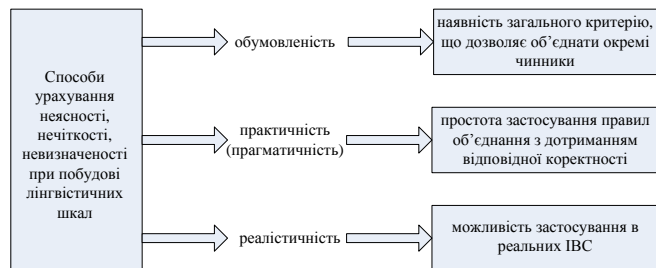 Способи
урахування
неясності,
нечіткості,
невизначеності
при побудові
лінгвістичних
шкал
обумовленість
наявність загального критерію,
що дозволяє об’єднати окремі
чинники
практичність
(прагматичність)
простота застосування правил
об’єднання з дотриманням
відповідної коректності
реалістичність
можливість застосування в
реальних ІВС